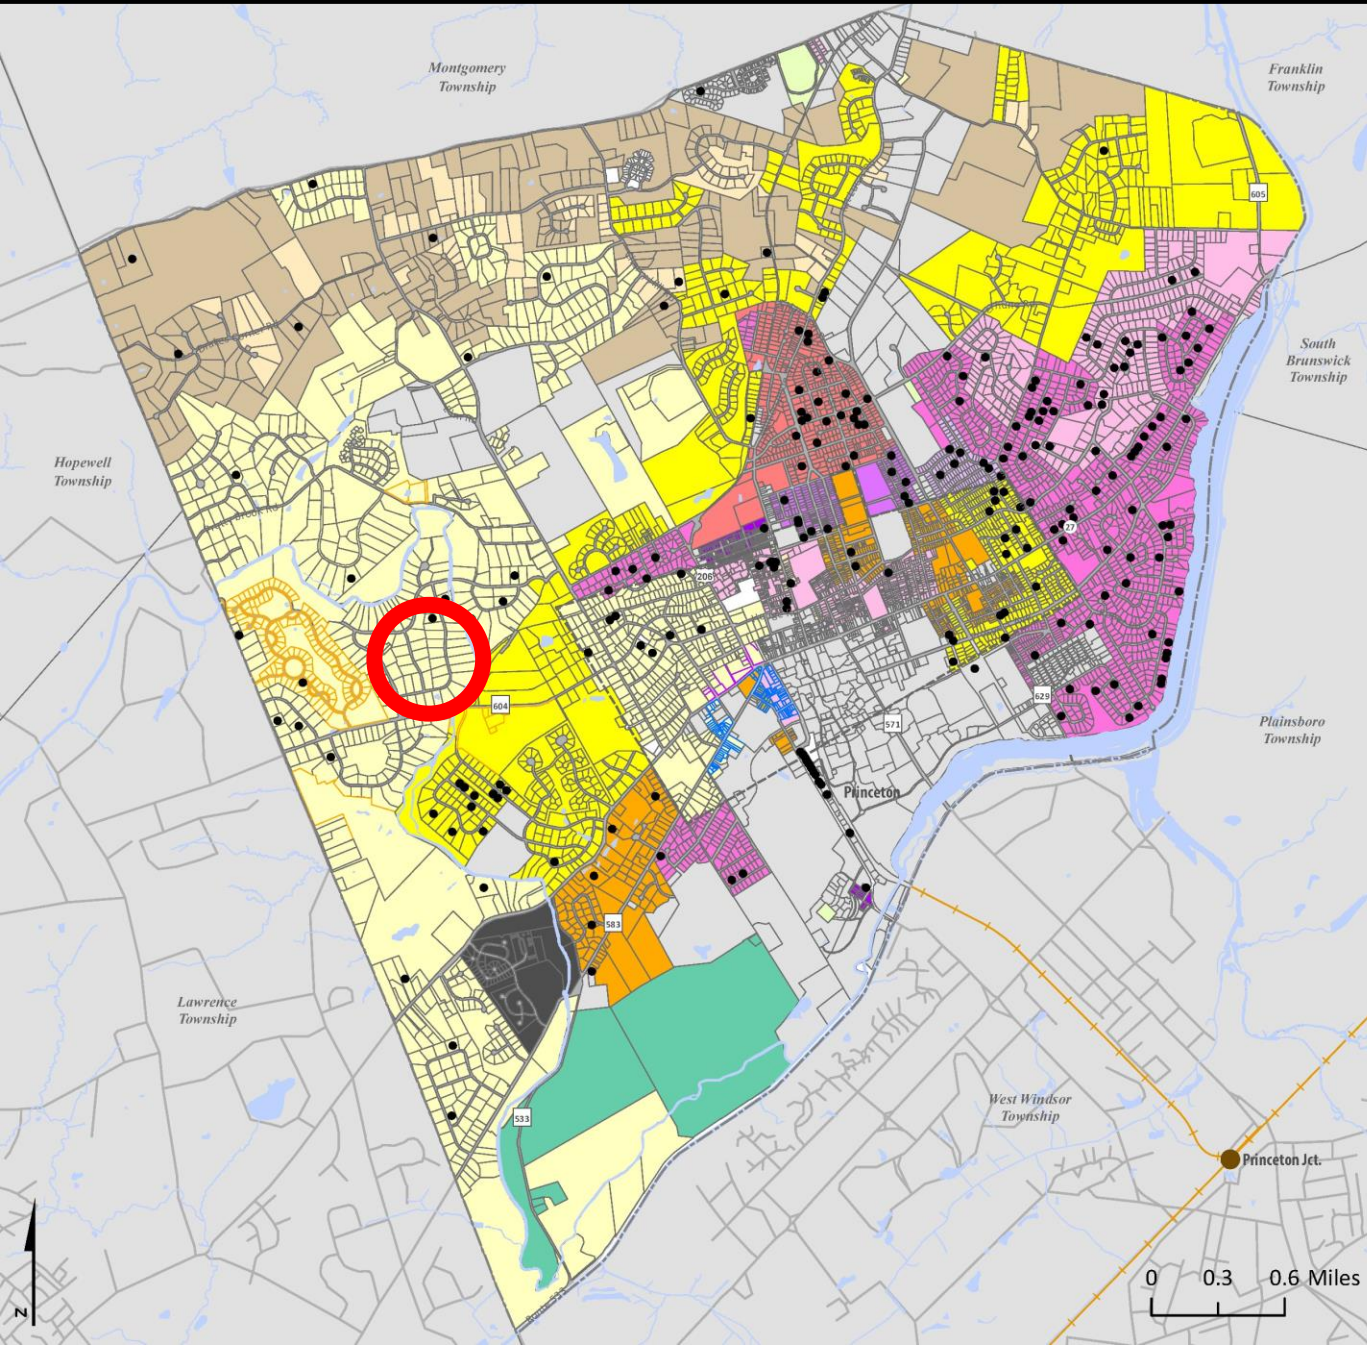 Montgomery
Township
Franklin
Township
605
South
Brunswick
Township
Hopewell
Township
27
206
604
629
571
Plainsboro
Township
Princeton
583
Lawrence
Township
West Windsor
Township
533
Princeton Jct.
0 0.3 0.6 Miles
Z